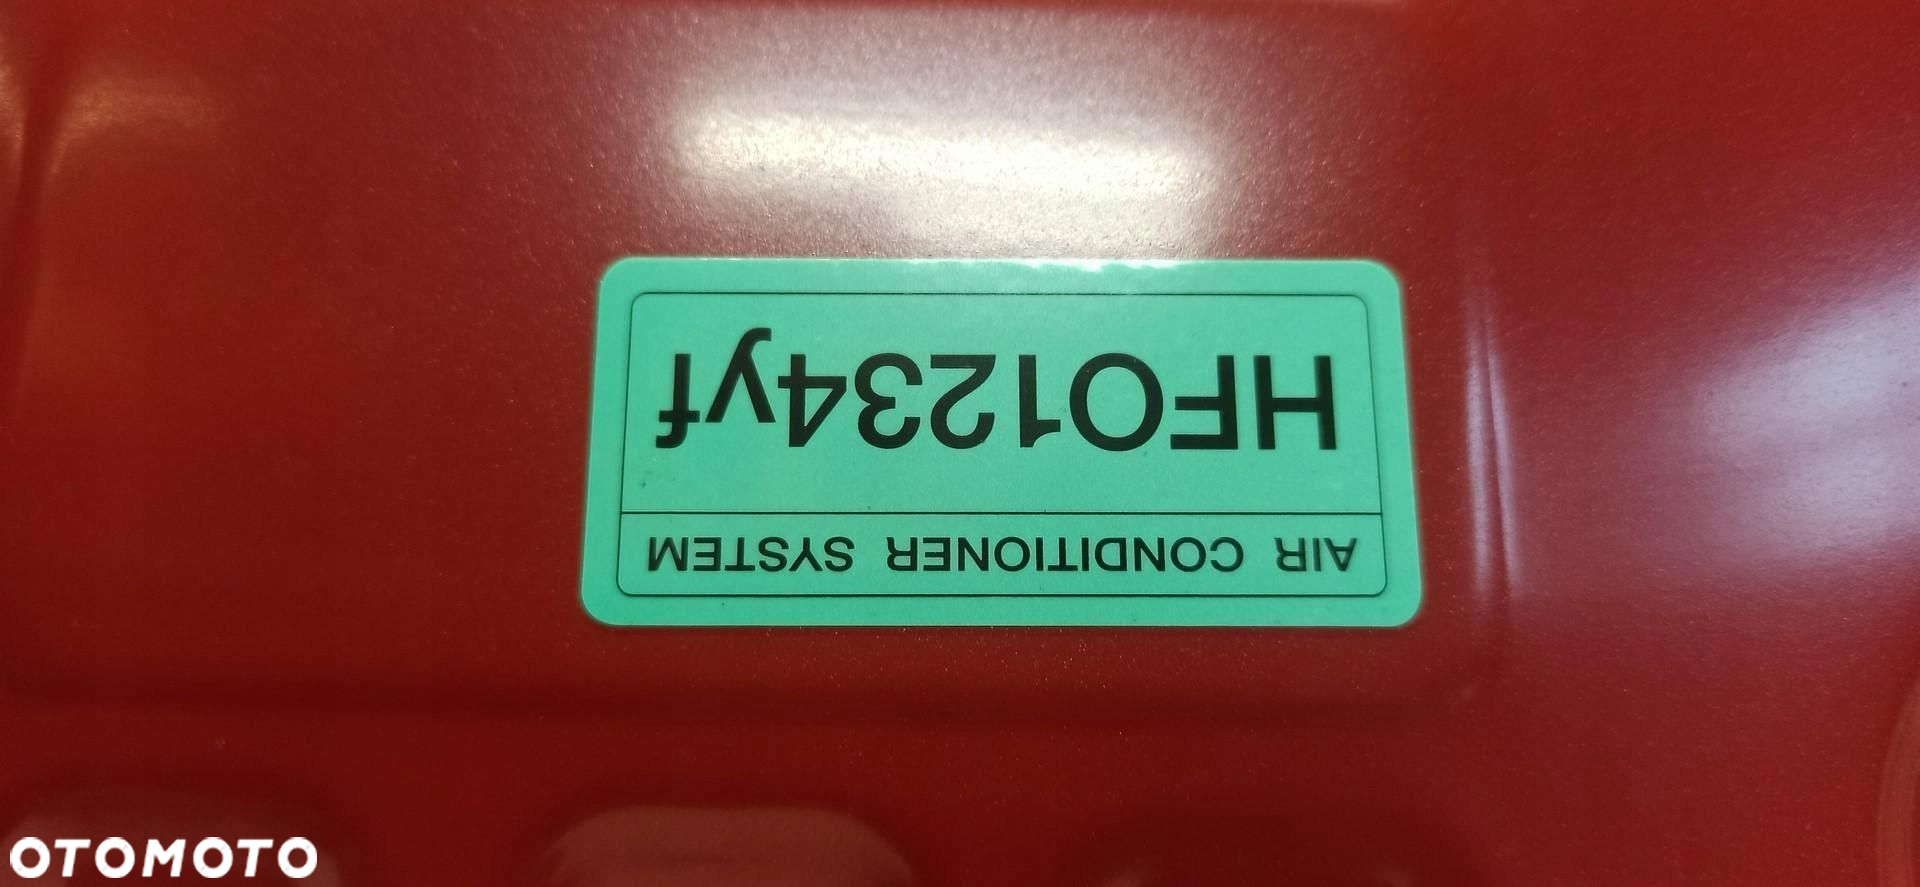 AIR CONDITIONER SYSTEM
HFO1234yf
OTOMOTO